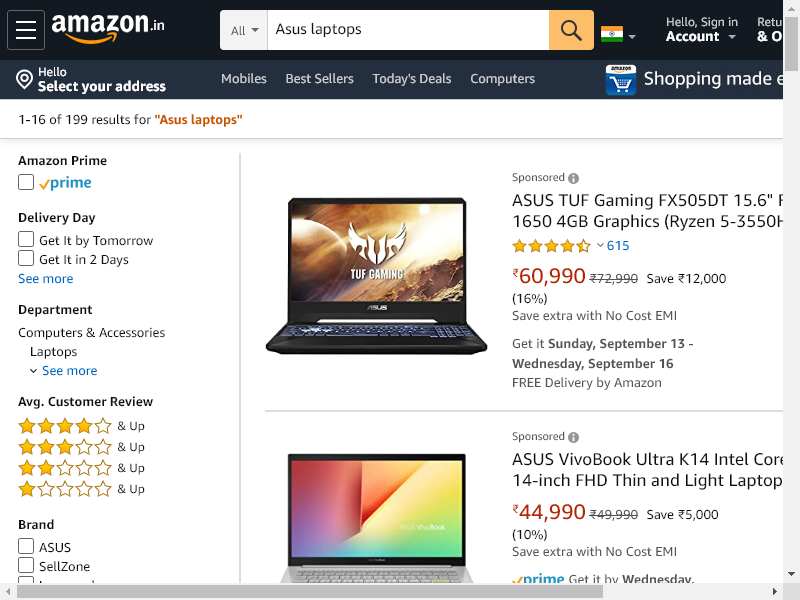 amazon.in
All
Asus laptops
Hello, Sign in
Account
Retu
& O
Hello
Select your address
Mobiles
Best Sellers
Today's Deals
Computers
amazon
Shopping made e
1-16 of 199 results for "Asus laptops"
Amazon Prime
prime
Delivery Day
Get It by Tomorrow
Get It in 2 Days
See more
Department
Computers & Accessories
Laptops
See more
Avg. Customer Review
& Up
& Up
& Up
& Up
Brand
ASUS
SellZone
TUF GAMING
ASUS
Sponsored
ASUS TUF Gaming FX505DT 15.6" F
1650 4GB Graphics (Ryzen 5-3550H
615
₹60,990 ₹72,990 Save ₹12,000
(16%)
Save extra with No Cost EMI
Get it Sunday, September 13 -
Wednesday, September 16
FREE Delivery by Amazon
ASUS VivoBook
Sponsored
ASUS VivoBook Ultra K14 Intel Core
14-inch FHD Thin and Light Laptop
₹44,990 ₹49,990 Save ₹5,000
(10%)
Save extra with No Cost EMI
prime Get it by Wednesday,